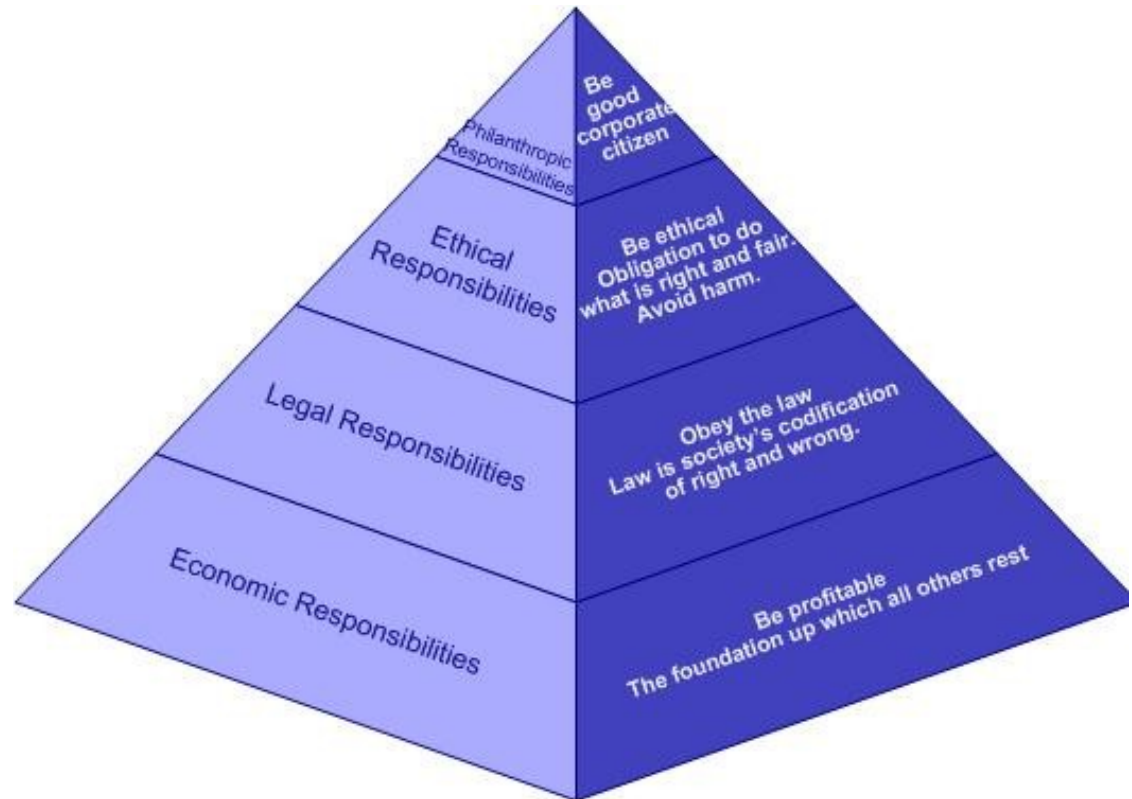 Philanthropic
Responsibilities
Be
good
corporate
citizen
Ethical
Responsibilities
Be ethical
Obligation to do
what is right and fair.
Avoid harm.
Legal Responsibilities
Obey the law
Law is society's codification
of right and wrong.
Economic Responsibilities
Be profitable
The foundation up which all others rest